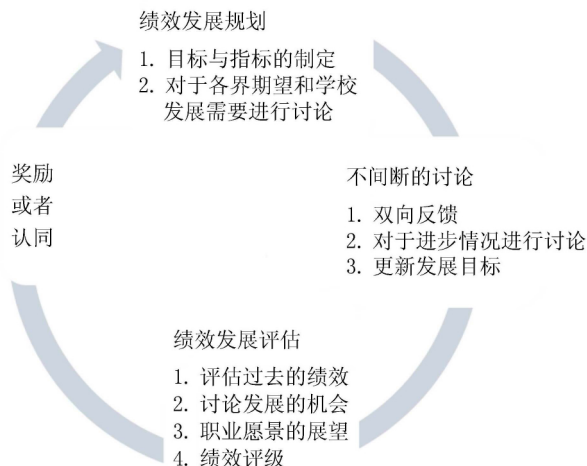 绩效发展规划
1. 目标与指标的制定
2. 对于各界期望和学校
发展需要进行讨论
不间断的讨论
1. 双向反馈
2. 对于进步情况进行讨论
3. 更新发展目标
绩效发展评估
1. 评估过去的绩效
2. 讨论发展的机会
3. 职业愿景的展望
4. 绩效评级
奖励
或者
认同